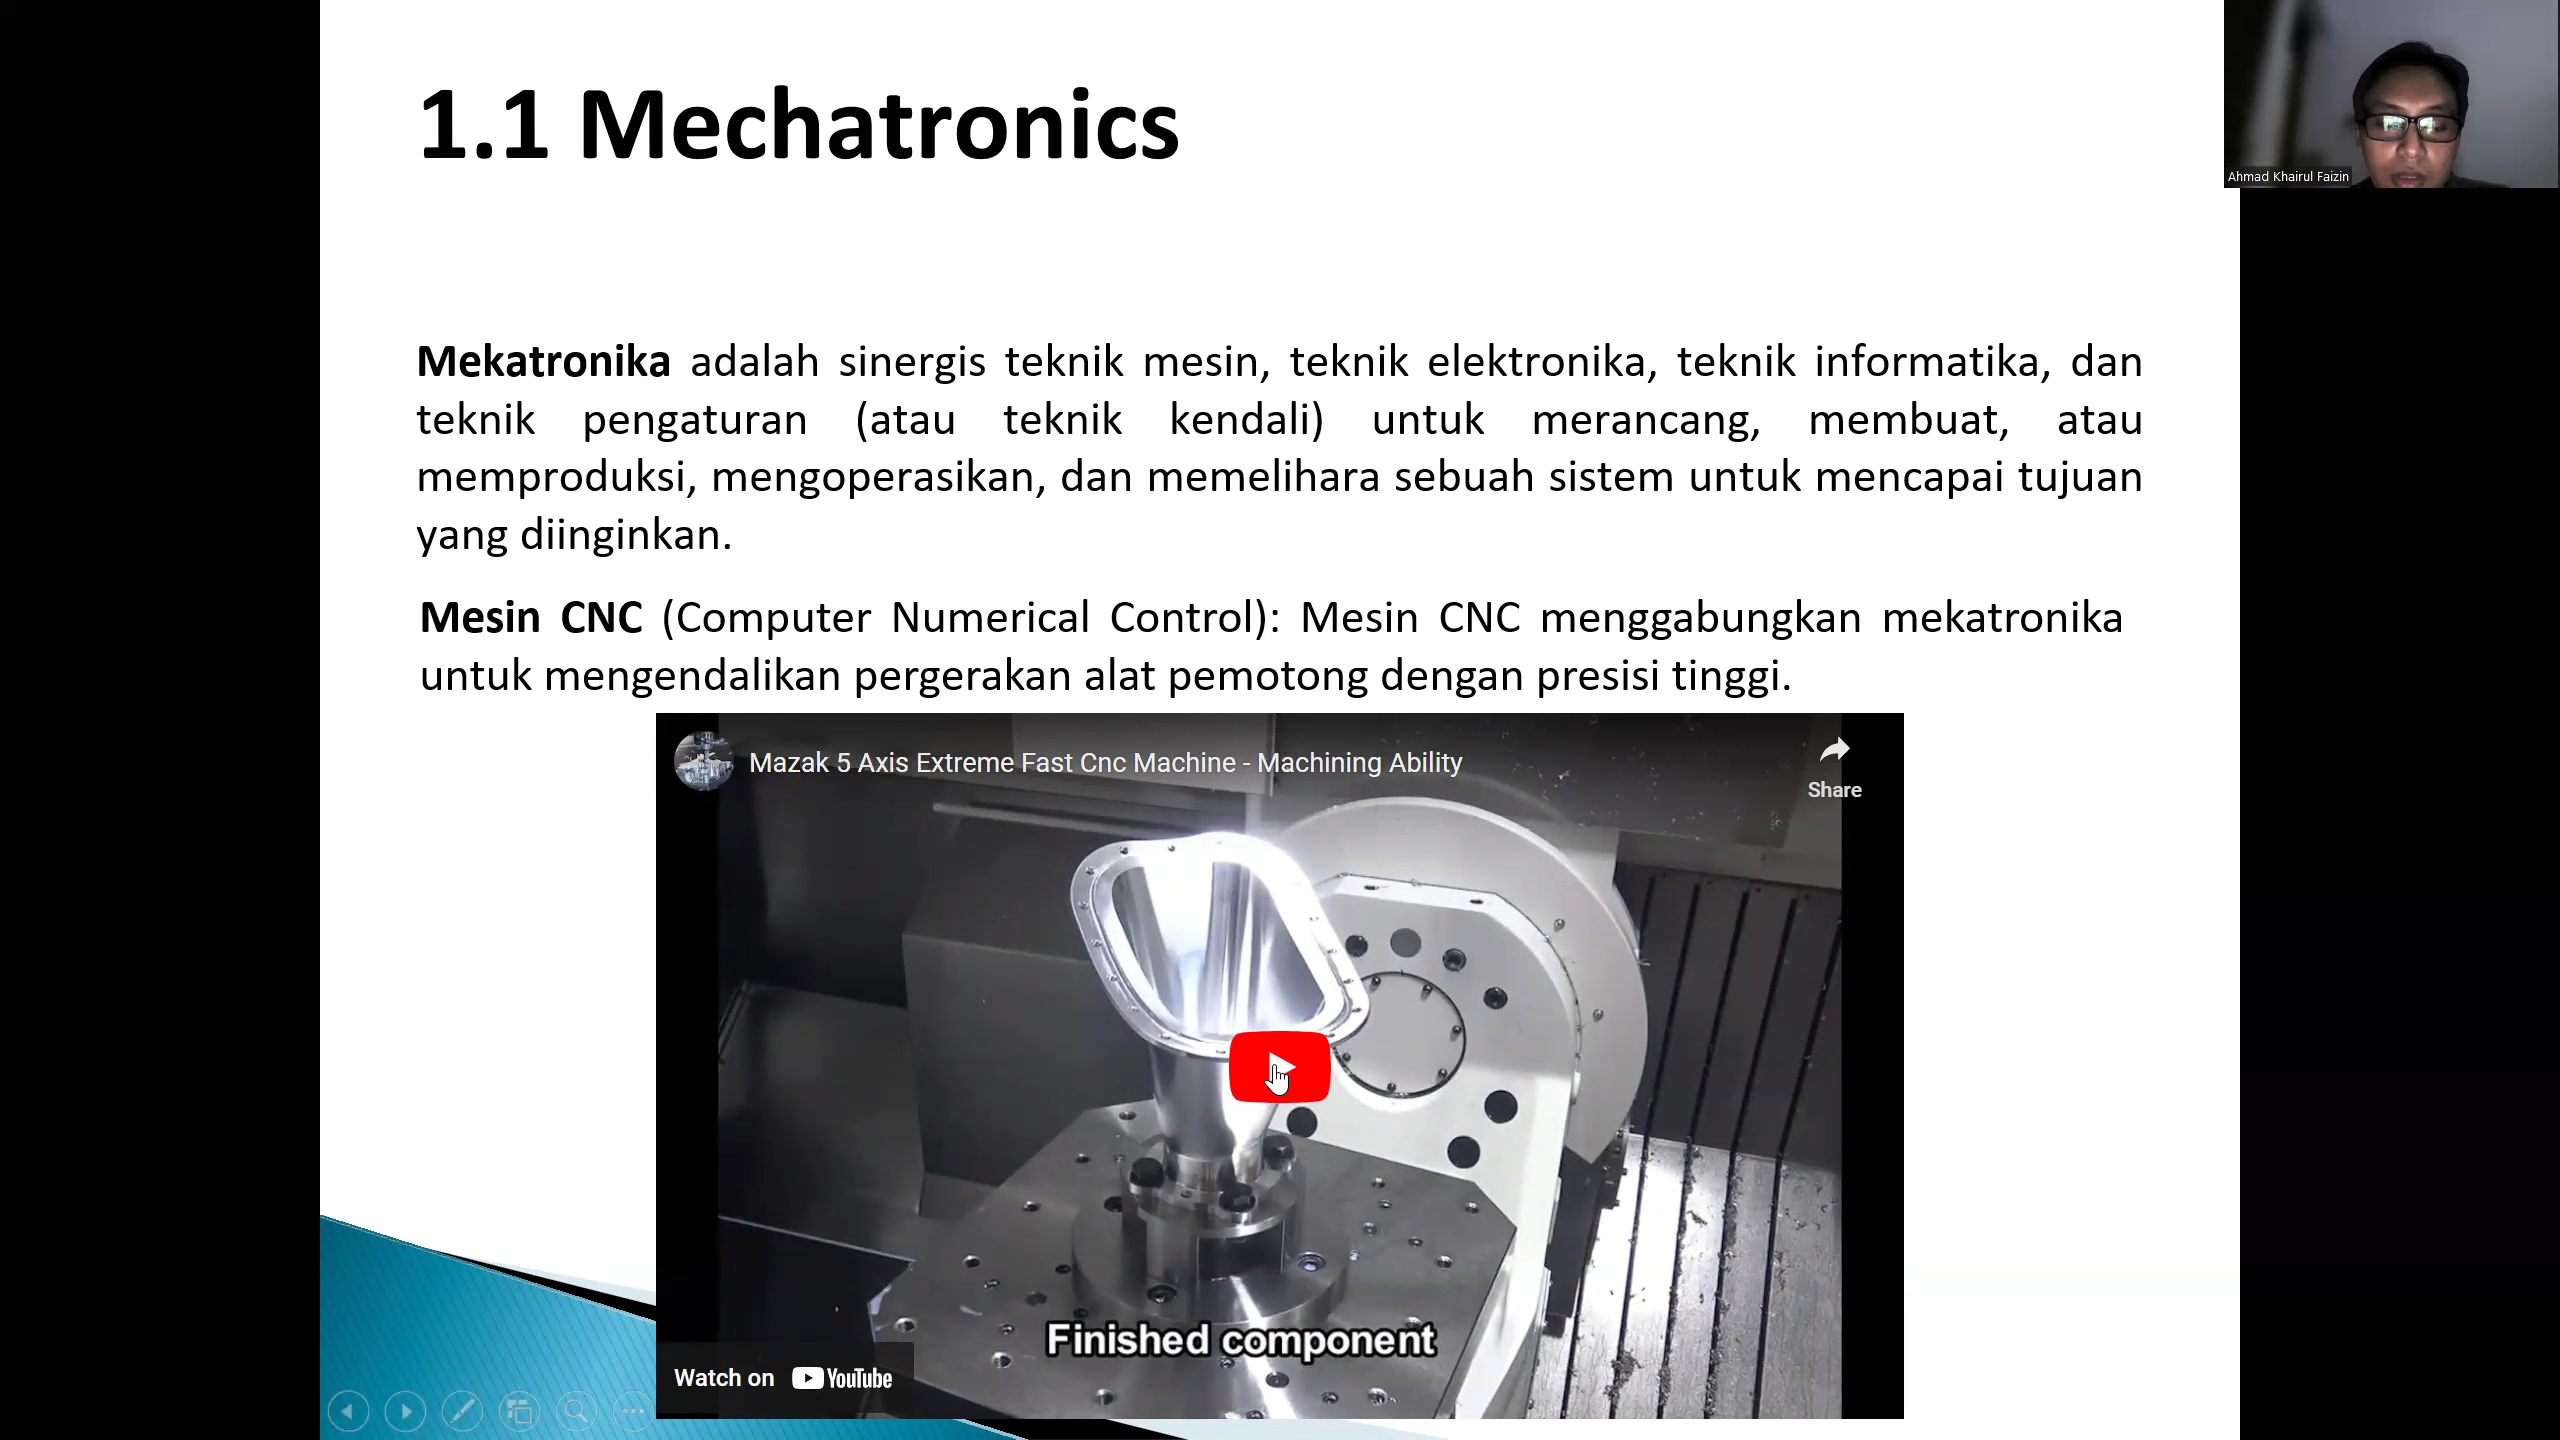 1.1 Mechatronics
Ahmad Khairul Faizin
Mekatronika adalah sinergis teknik mesin, teknik elektronika, teknik informatika, dan
teknik pengaturan (atau teknik kendali) untuk merancang, membuat, atau
memproduksi, mengoperasikan, dan memelihara sebuah sistem untuk mencapai tujuan
yang diinginkan.
Mesin CNC (Computer Numerical Control): Mesin CNC menggabungkan mekatronika
untuk mengendalikan pergerakan alat pemotong dengan presisi tinggi.
Mazak 5 Axis Extreme Fast Cnc Machine - Machining Ability
Share
Finished component
Watch on YouTube